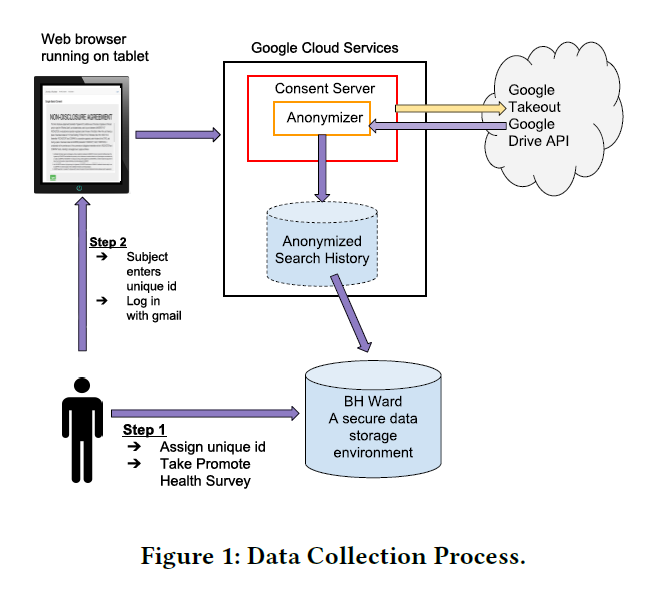 Web browser
running on tablet
Google Cloud Services
NON-DISCLOSURE AGREEMENT
Consent Server
Anonymizer
Google
Takeout
Google
Drive API
Anonymized
Search History
Step 2
➔ Subject
enters
unique id
➔ Log in
with gmail
BH Ward
A secure data
storage
environment
Step 1
➔ Assign unique id
➔ Take Promote
Health Survey
Figure 1: Data Collection Process.